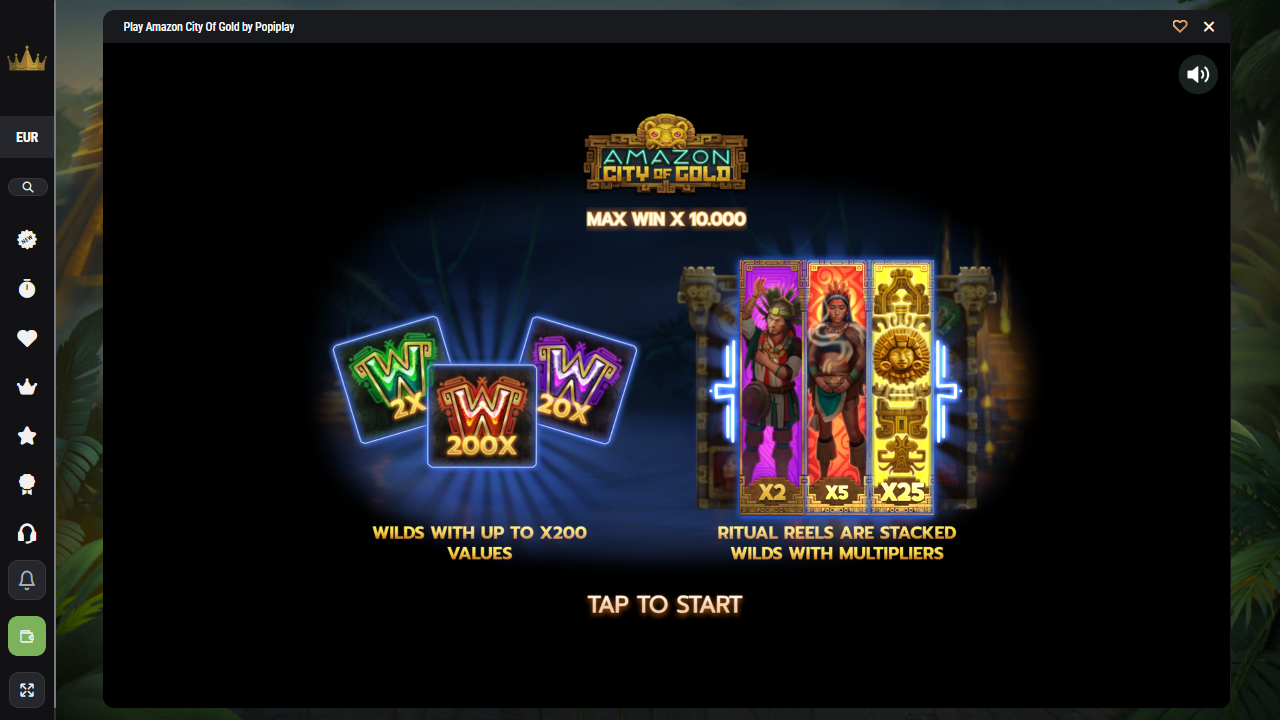 Play Amazon City Of Gold by Popiplay
EUR
NEW
AMAZON
CITY OF GOLD
MAX WIN X 10.000
W
2X
W
200X
W
20X
X2
X5
X25
WILDS WITH UP TO X200
VALUES
RITUAL REELS ARE STACKED
WILDS WITH MULTIPLIERS
TAP TO START